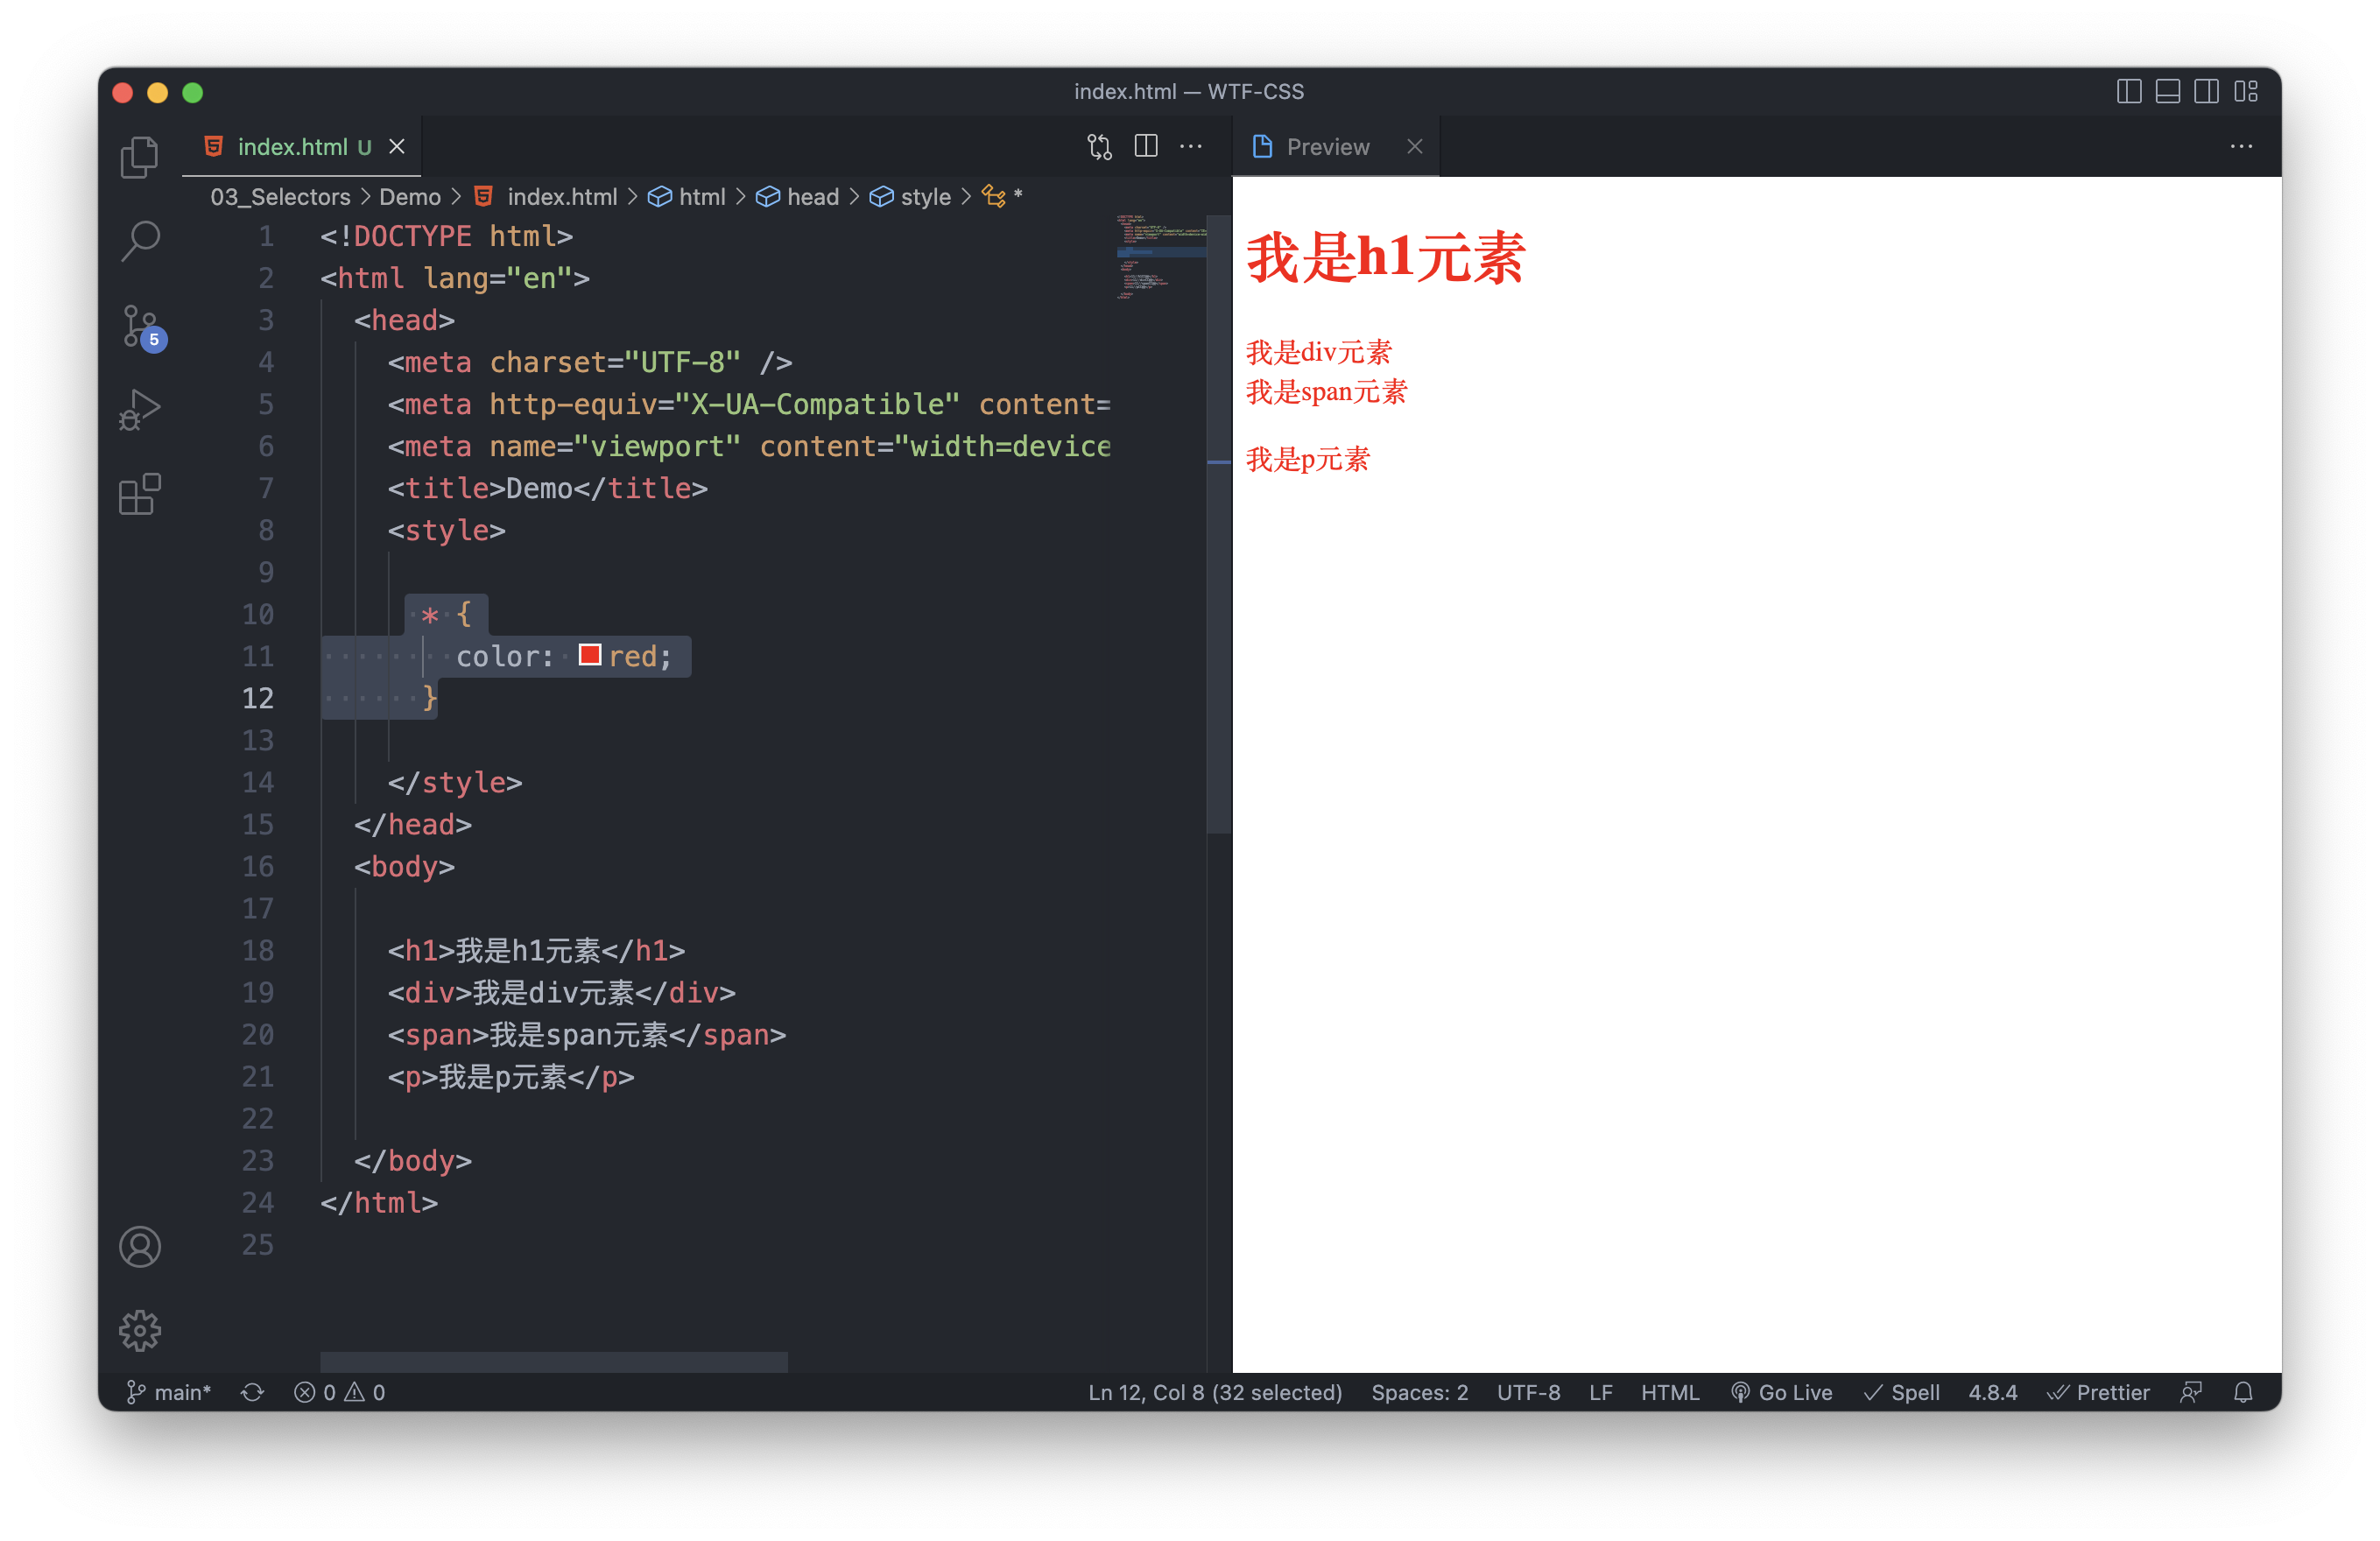 index.html — WTF-CSS
index.html U
Preview
03_Selectors > Demo > index.html > html > head > style > *
1 <!DOCTYPE html>
2 <html lang="en">
3 <head>
4 <meta charset="UTF-8" />
5 <meta http-equiv="X-UA-Compatible" content=
6 <meta name="viewport" content="width=device
7 <title>Demo</title>
8 <style>
9
10 * {
11 color: red;
12 }
13
14 </style>
15 </head>
16 <body>
17
18 <h1>我是h1元素</h1>
19 <div>我是div元素</div>
20 <span>我是span元素</span>
21 <p>我是p元素</p>
22
23 </body>
24 </html>
25
我是h1元素
我是div元素
我是span元素
我是p元素
5
main* 0 0 Ln 12, Col 8 (32 selected) Spaces: 2 UTF-8 LF HTML Go Live Spell 4.8.4 Prettier